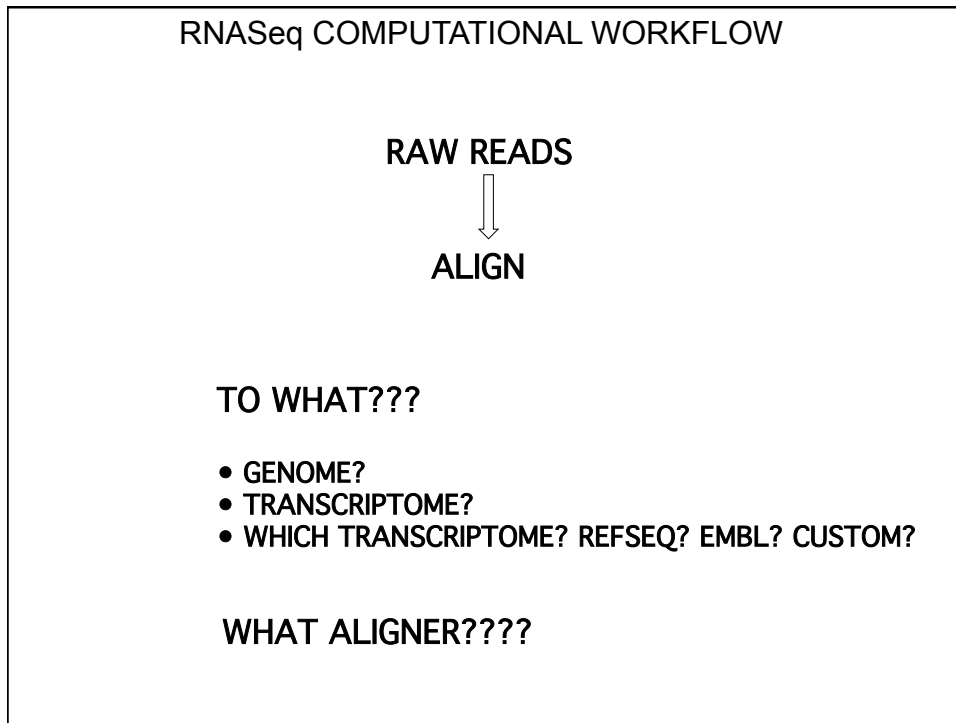 RNASeq COMPUTATIONAL WORKFLOW
RAW READS
ALIGN
TO WHAT???
• GENOME?
• TRANSCRIPTOME?
• WHICH TRANSCRIPTOME? REFSEQ? EMBL? CUSTOM?
WHAT ALIGNER????